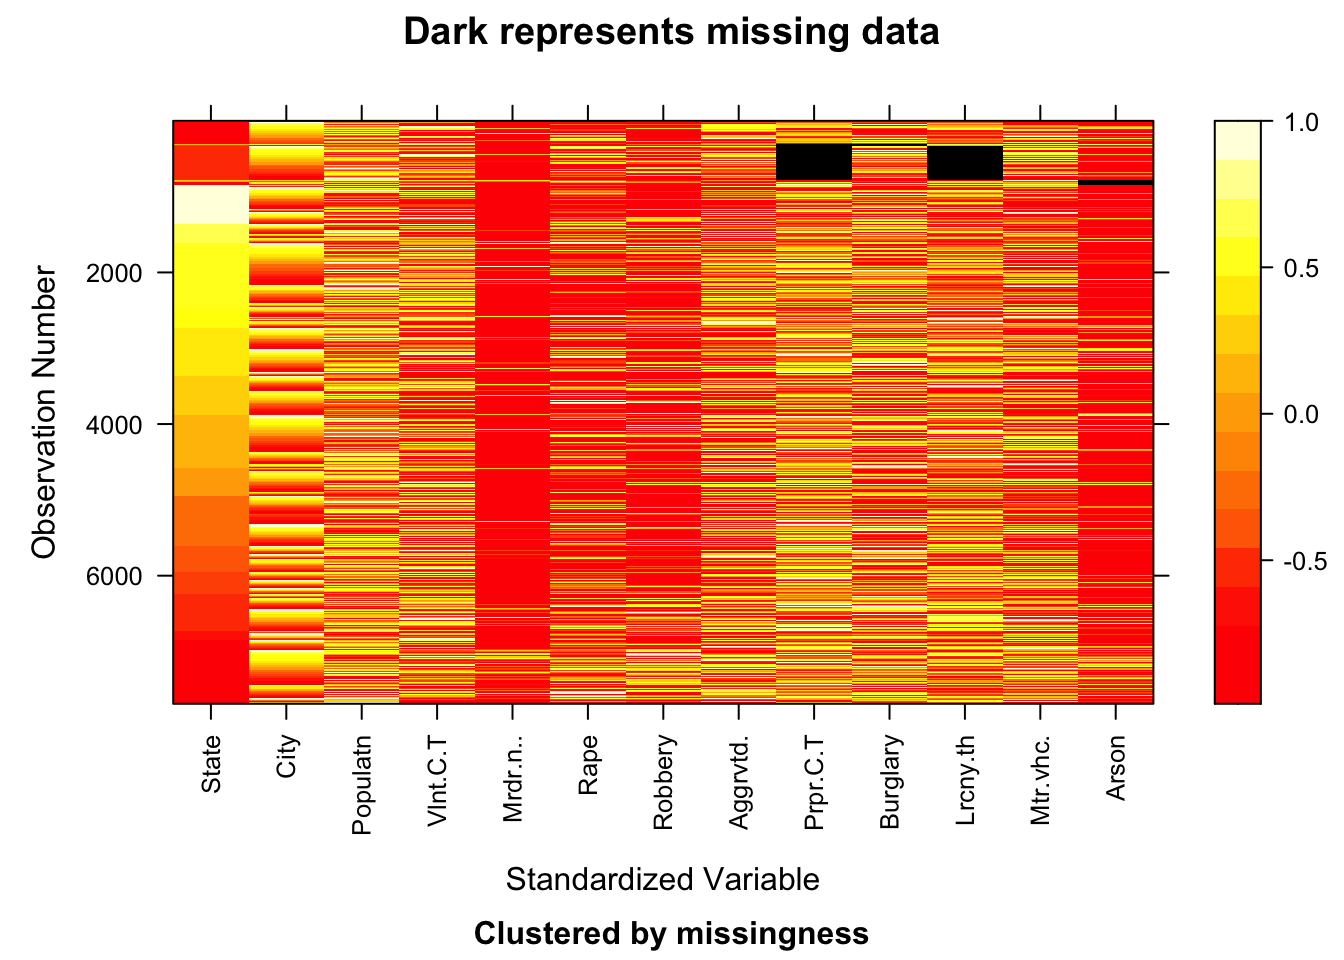 Dark represents missing data
Observation Number
2000
4000
6000
1.0
0.5
0.0
-0.5
State
City
Populatn
Vlnt.C.T
Mrdr.n..
Rape
Robbery
Aggrvtd.
Prpr.C.T
Burglary
Lrcny.th
Mtr.vhc.
Arson
Standardized Variable
Clustered by missingness